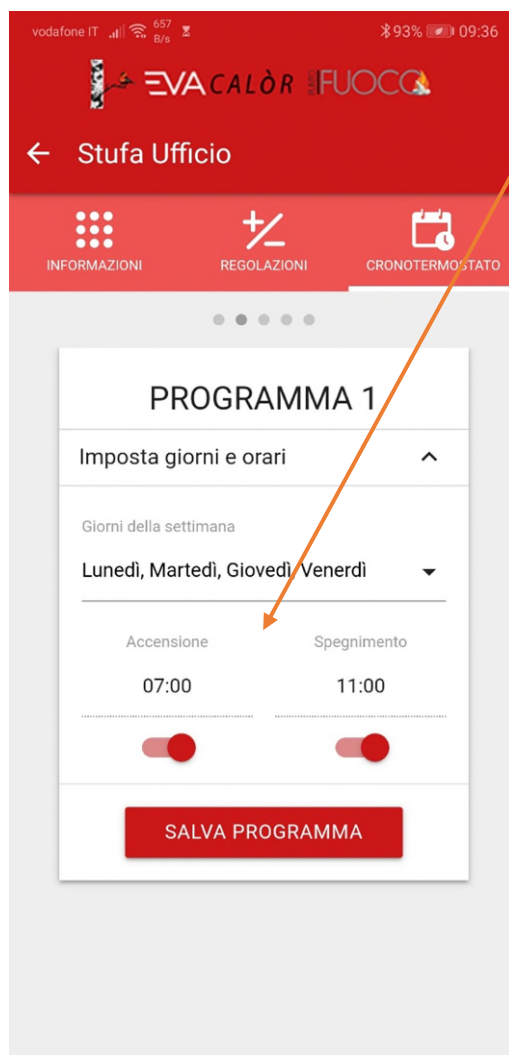 vodafone IT 657 B/s 93% 09:36
EVA CALÒR PUNTO FUOCO
Stufa Ufficio
INFORMAZIONI REGOLAZIONI CRONOTERMOSTATO
PROGRAMMA 1
Imposta giorni e orari
Giorni della settimana
Lunedì, Martedì, Giovedì, Venerdì
Accensione Spegnimento
07:00 11:00
SALVA PROGRAMMA